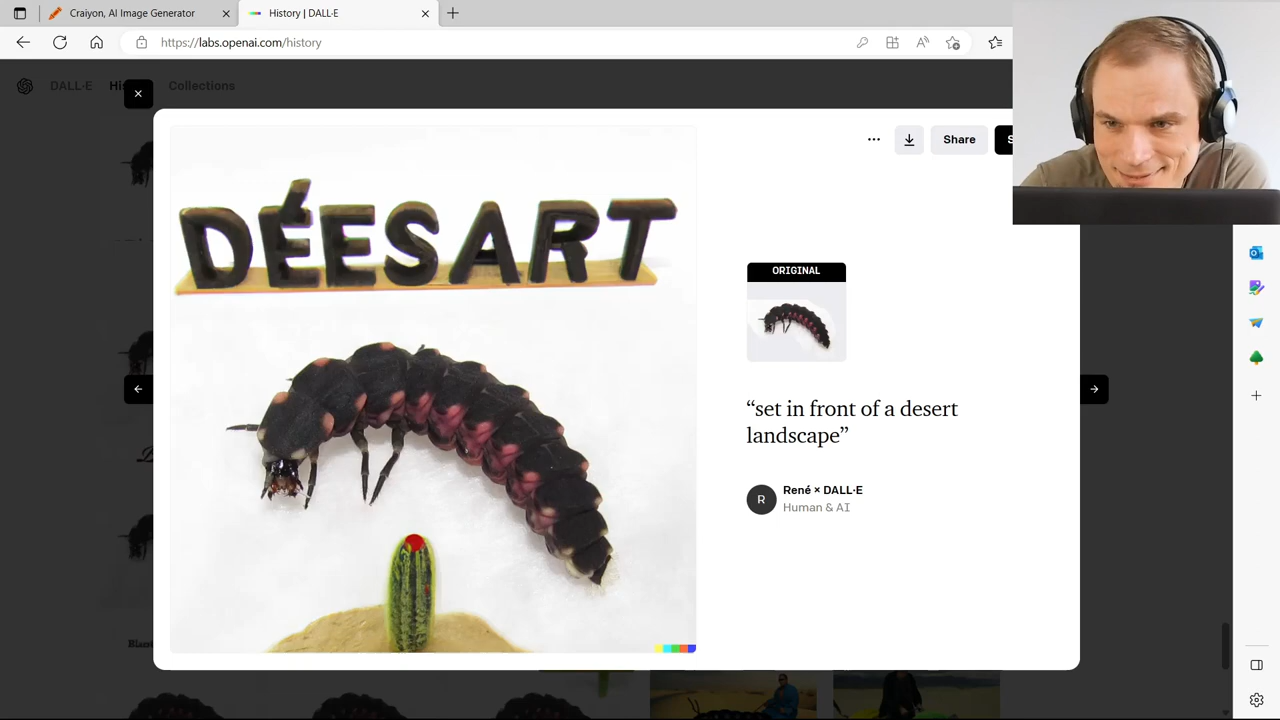 Craiyon, AI Image Generator
History | DALL·E
https://labs.openai.com/history
DALL·E
Collections
Share
DÉESART
ORIGINAL
“set in front of a desert
landscape”
R
René × DALL·E
Human & AI